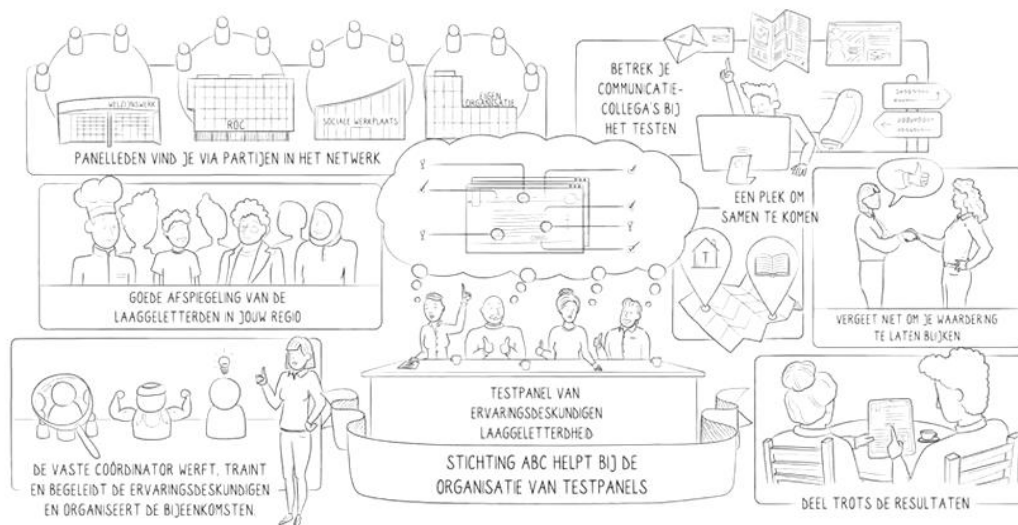 WELZIJNSWERK
ROC
SOCIALE WERKPLAATS
EIGEN
ORGANISATIE
PANELLEDEN VIND JE VIA PARTIJEN IN HET NETWERK
BETREK JE
COMMUNICATIE-
COLLEGA'S BIJ
HET TESTEN
GOEDE AFSPIEGELING VAN DE
LAAGGELETTERDEN IN JOUW REGIO
EEN PLEK OM
SAMEN TE KOMEN
T
VERGEET NIET OM JE WAARDERING
TE LATEN BLIJKEN
DE VASTE COÖRDINATOR WERFT, TRAINT
EN BEGELEIDT DE ERVARINGSDESKUNDIGEN
EN ORGANISEERT DE BIJEENKOMSTEN.
TESTPANEL VAN
ERVARINGSDESKUNDIGEN
LAAGGELETTERDHEID
STICHTING ABC HELPT BIJ DE
ORGANISATIE VAN TESTPANELS
DEEL TROTS DE RESULTATEN